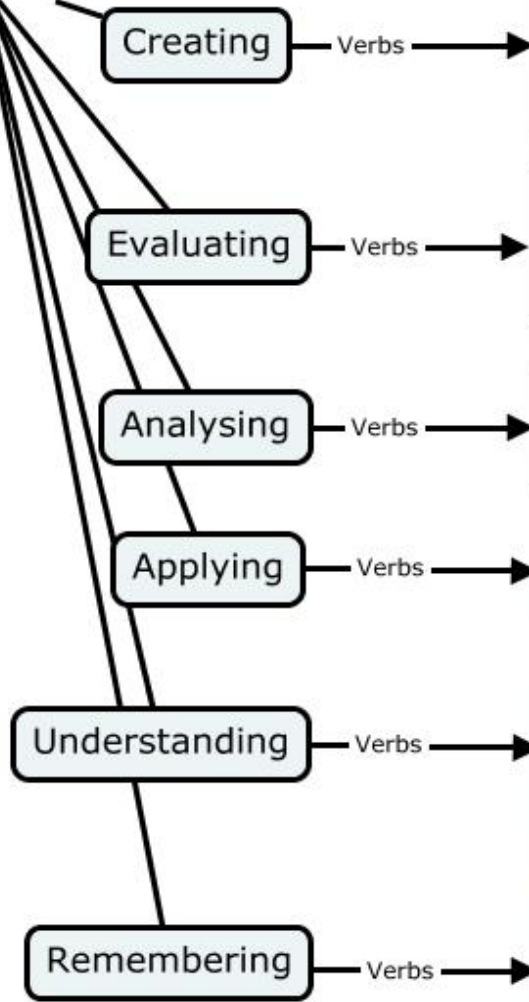 Creating Verbs
Evaluating Verbs
Analysing Verbs
Applying Verbs
Understanding Verbs
Remembering Verbs